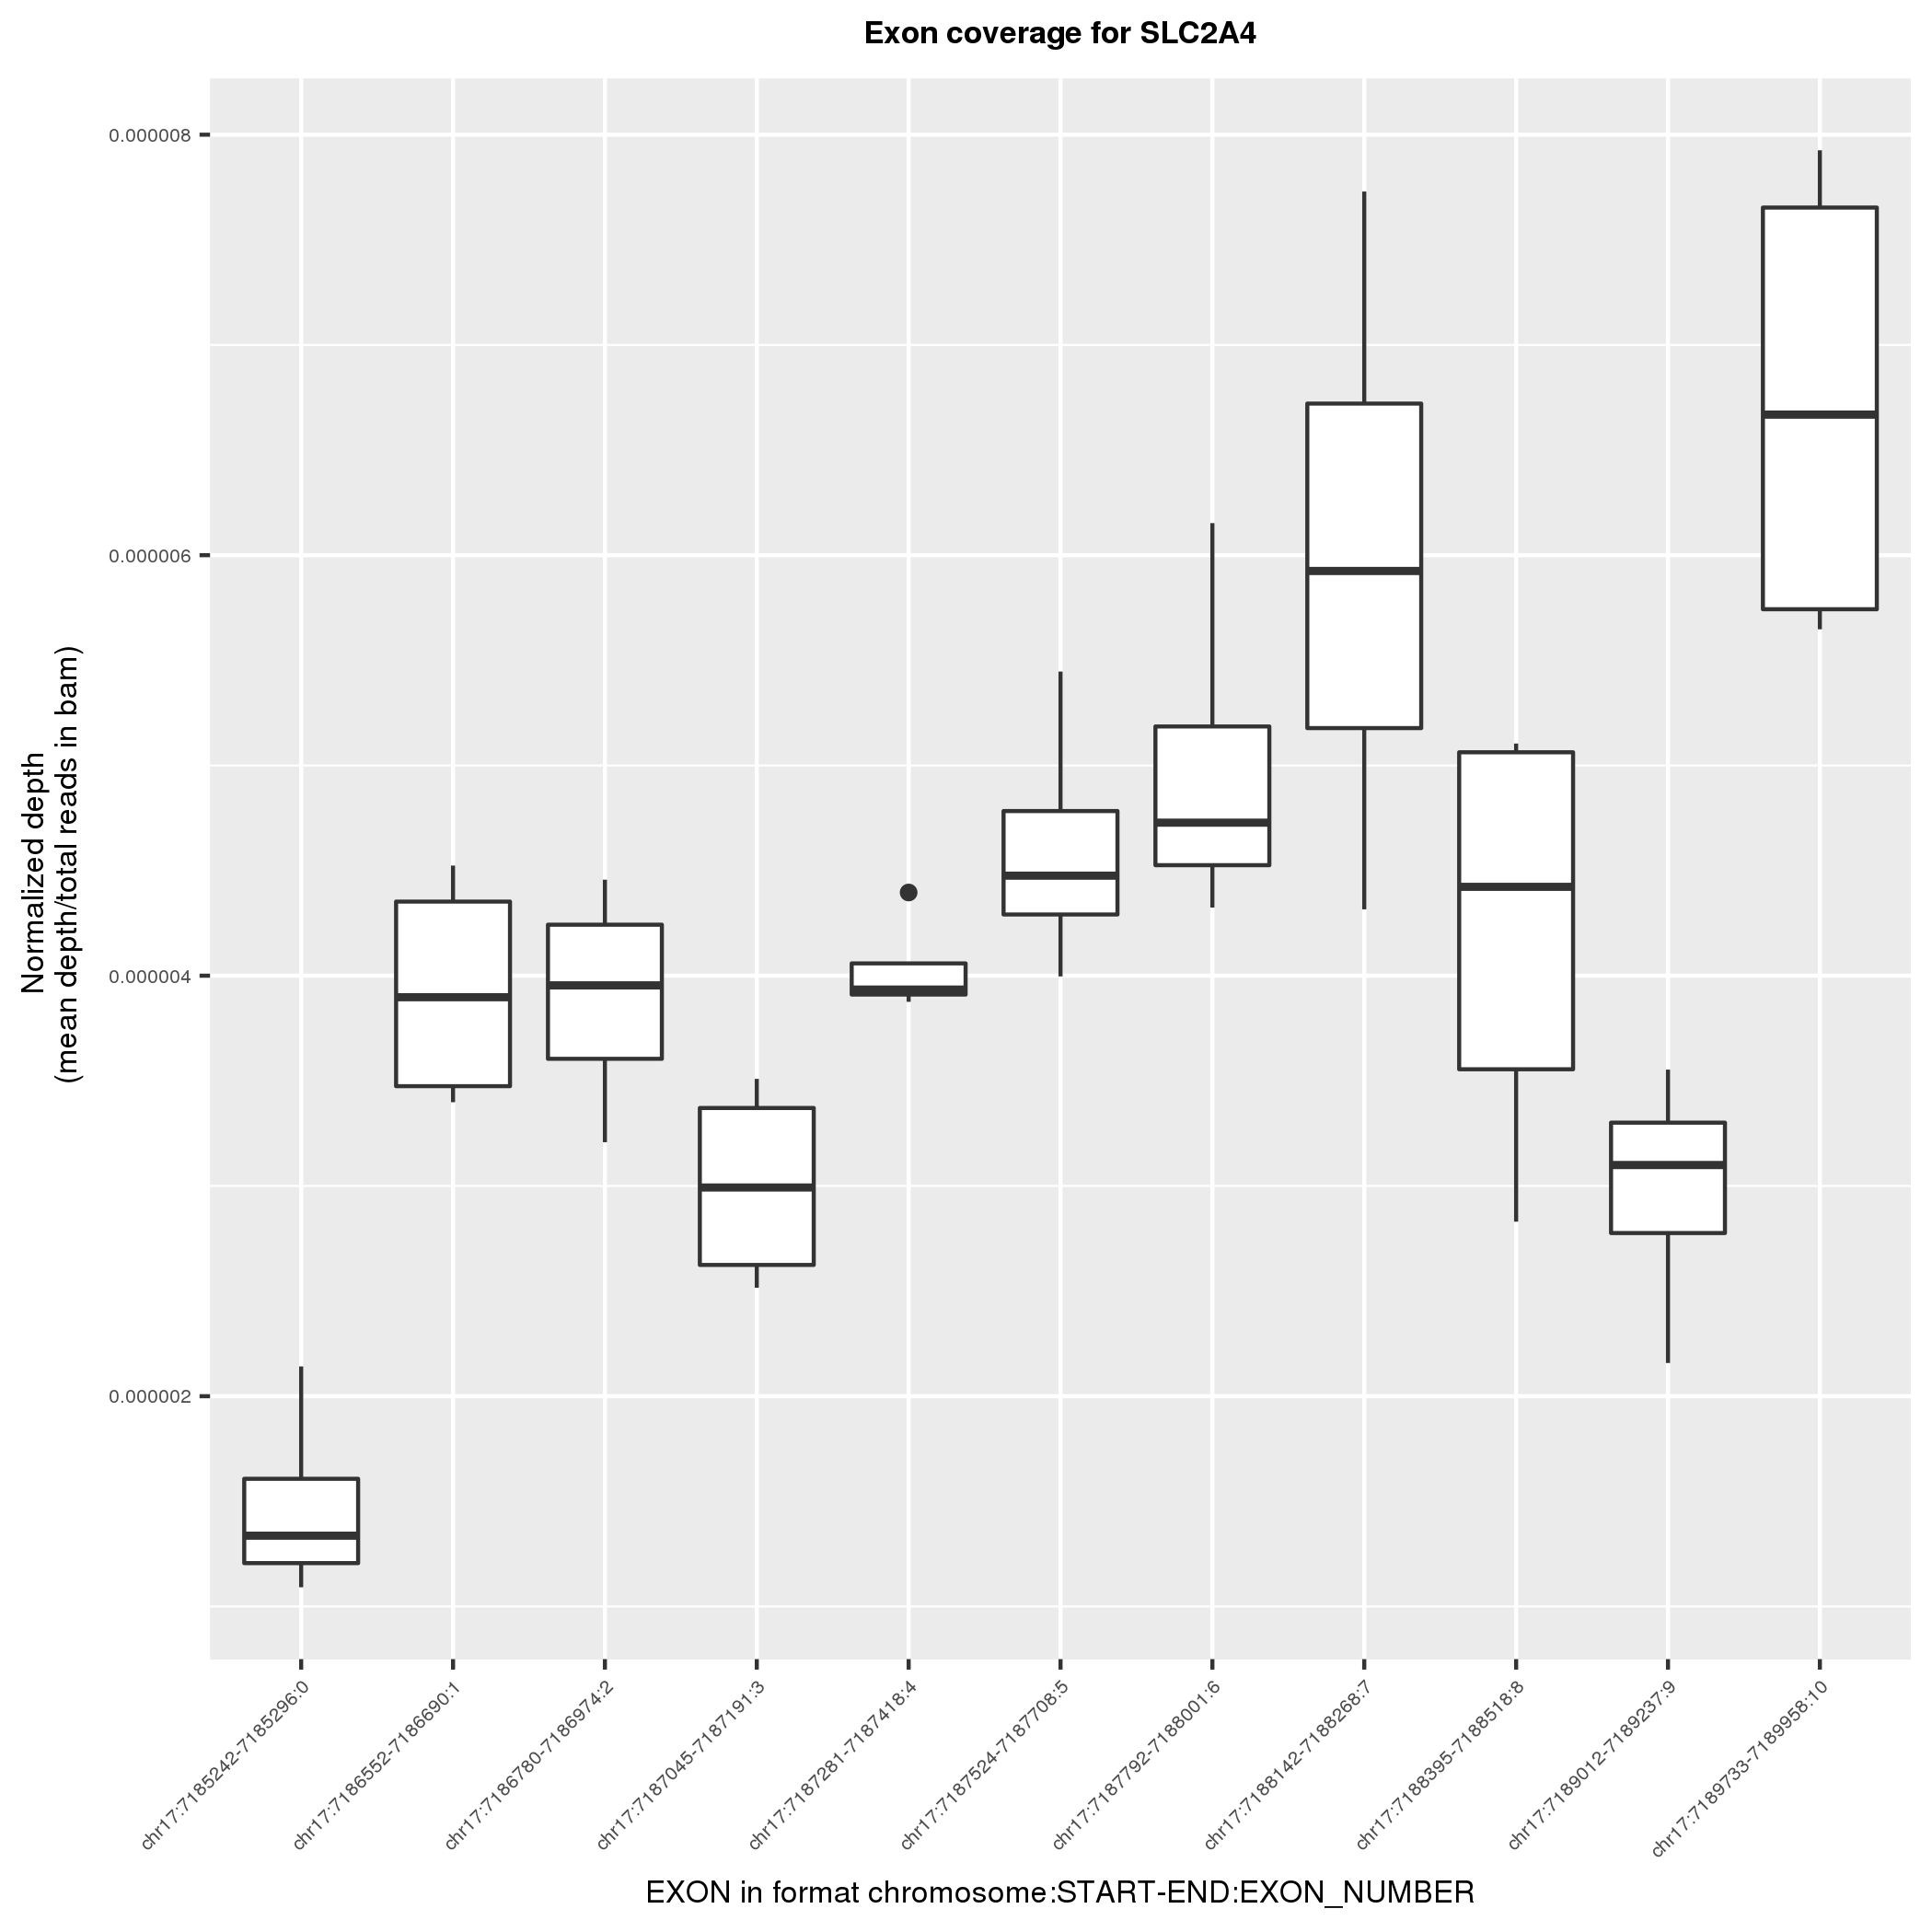 Exon coverage for SLC2A4
0.000008
0.000006
0.000004
0.000002
Normalized depth
(mean depth/total reads in bam)
chr17:7185242-7185296:0
chr17:7186552-7186690:1
chr17:7186780-7186974:2
chr17:7187045-7187191:3
chr17:7187281-7187418:4
chr17:7187524-7187708:5
chr17:7187792-7188001:6
chr17:7188142-7188268:7
chr17:7188395-7188518:8
chr17:7189012-7189237:9
chr17:7189733-7189958:10
EXON in format chromosome:START-END:EXON_NUMBER